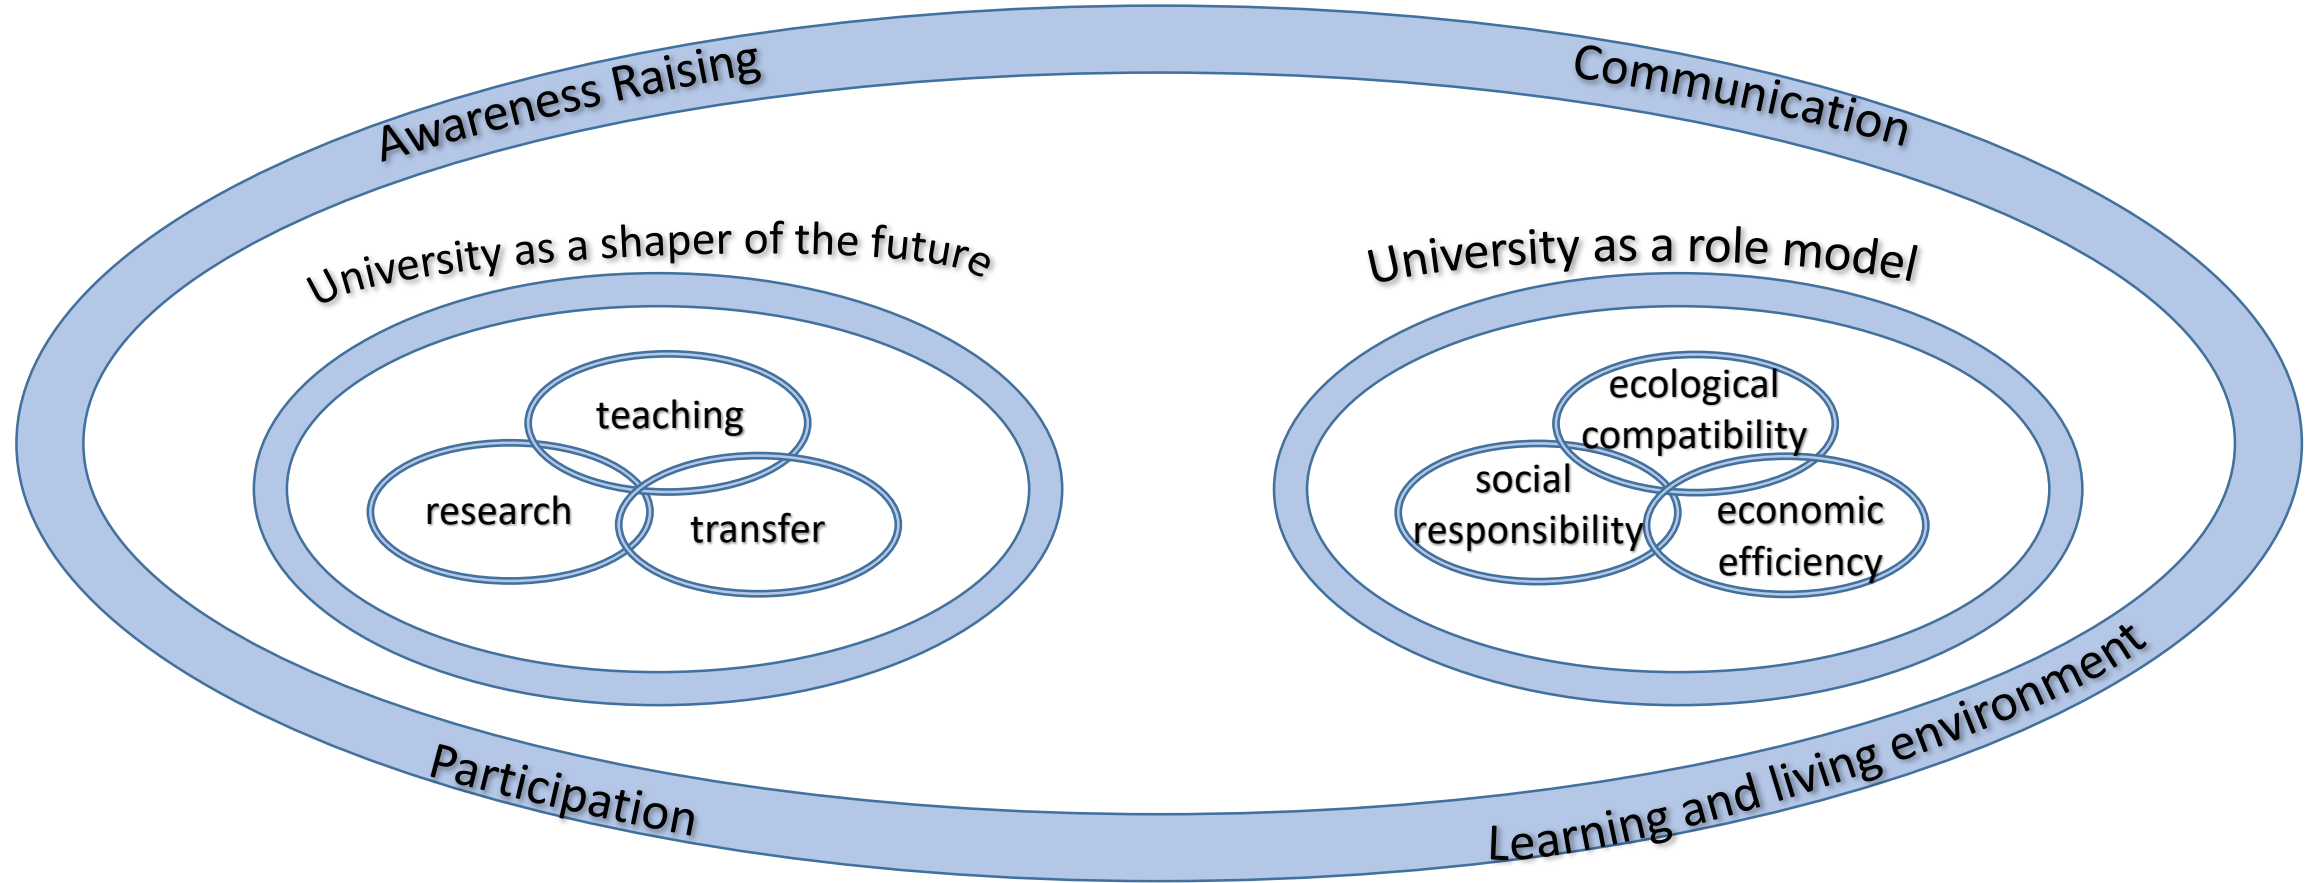 Awareness Raising
Communication
University as a shaper of the future
teaching
research
transfer
University as a role model
ecological
compatibility
social
responsibility
economic
efficiency
Participation
Learning and living environment